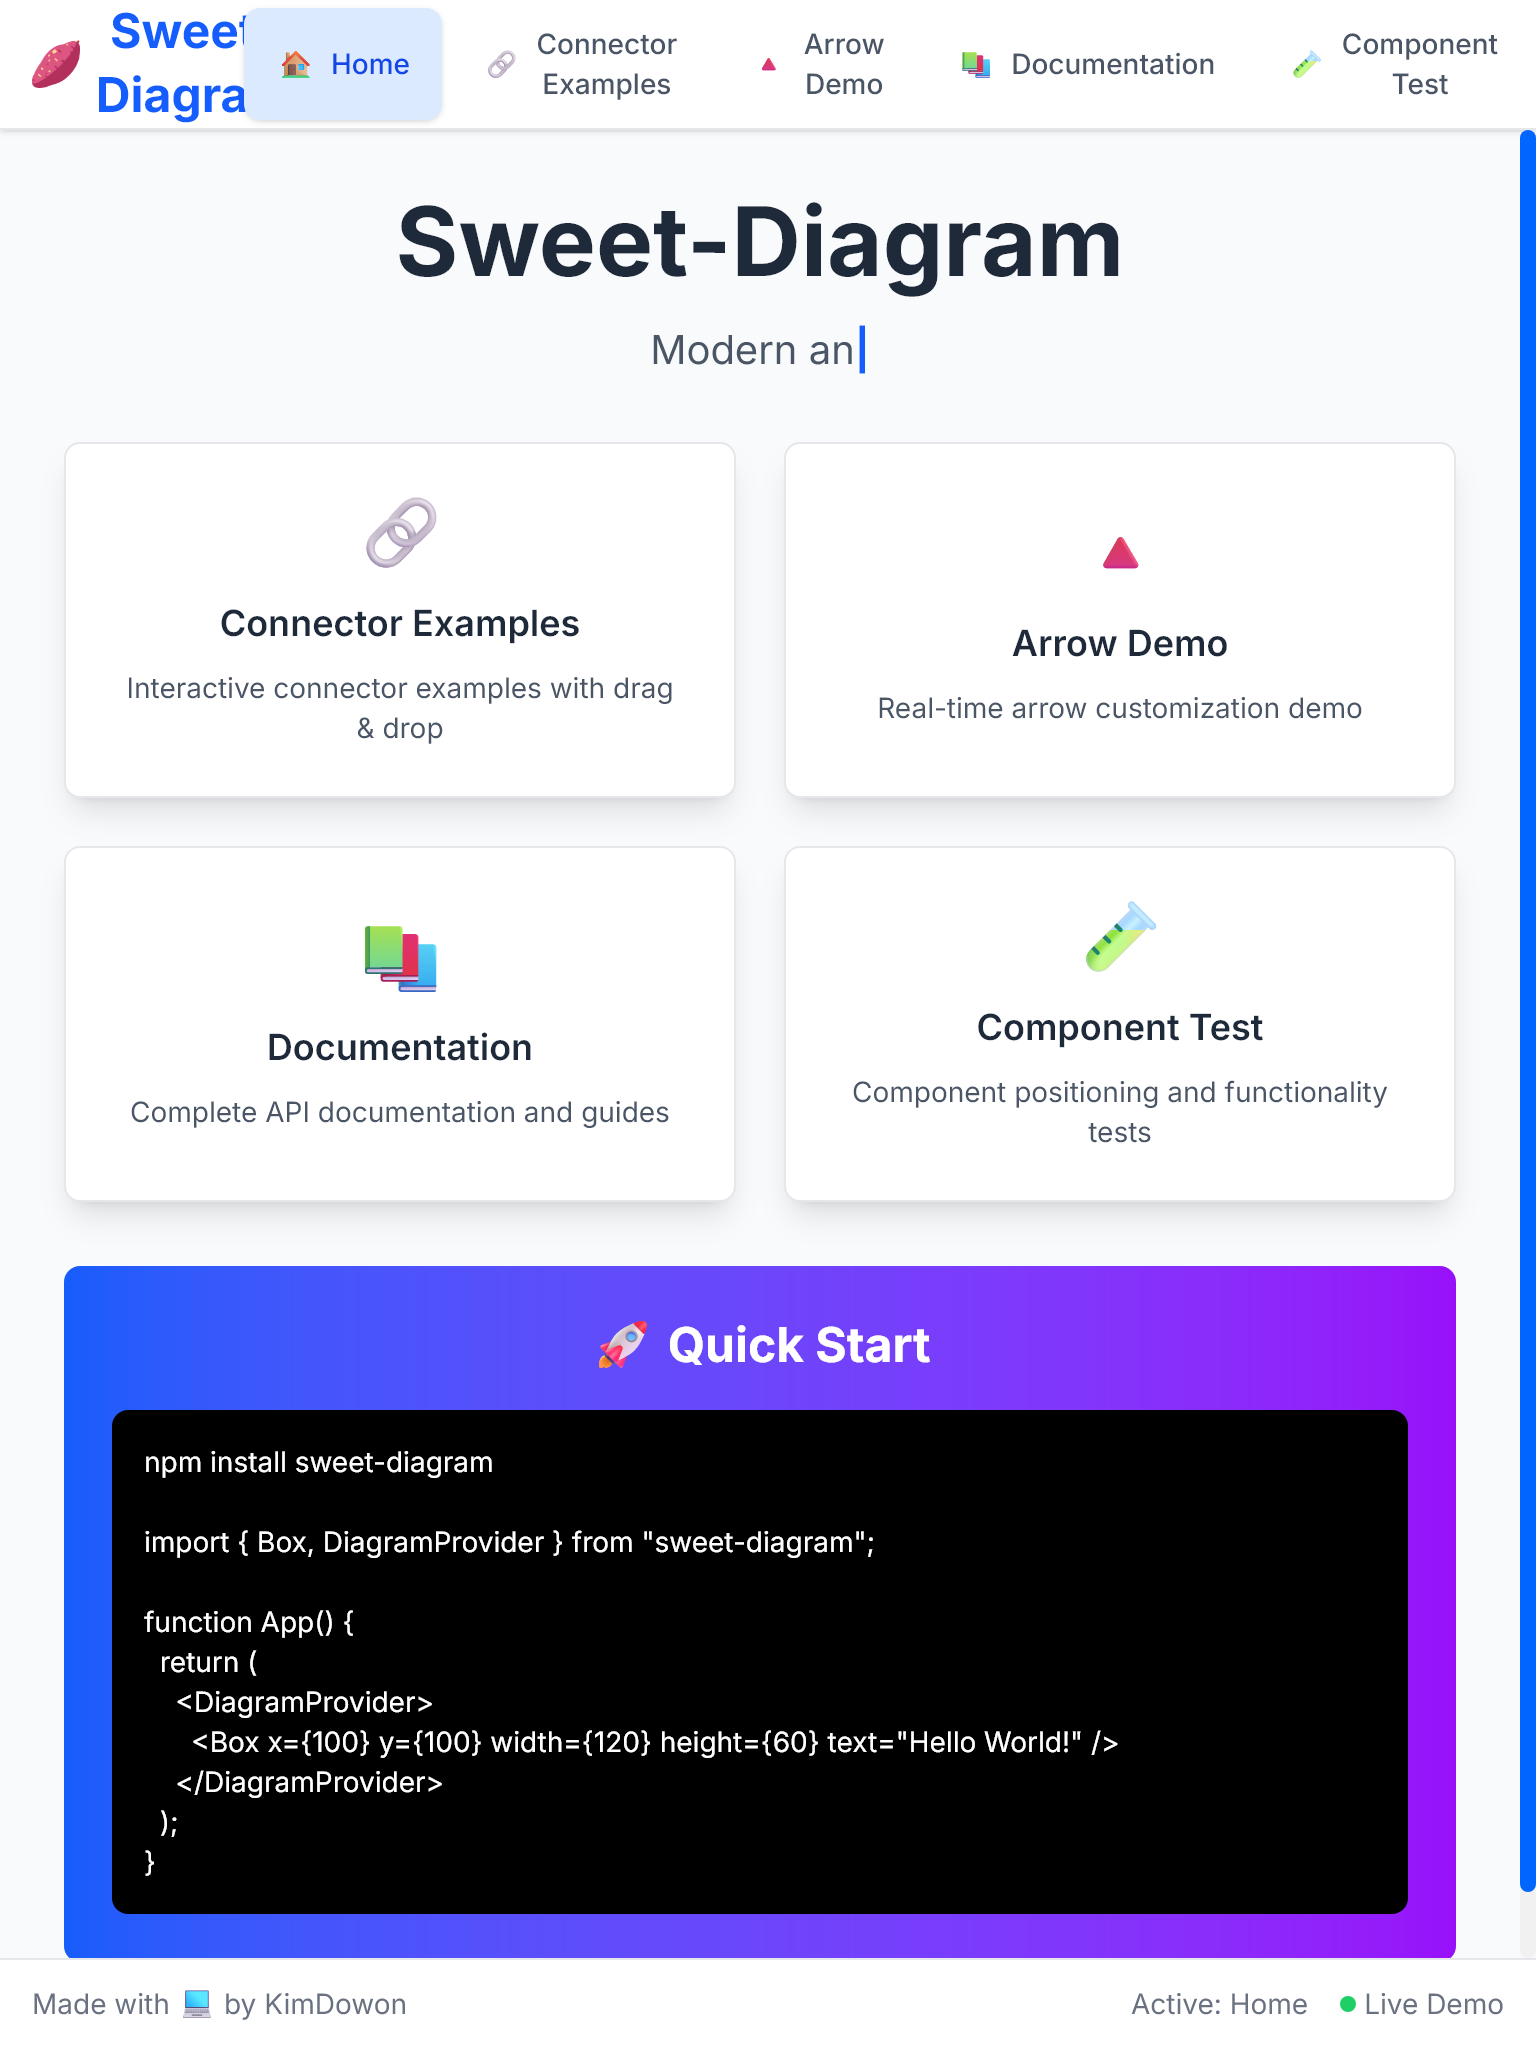 Sweet
Diagra
Home
Connector
Examples
Arrow
Demo
Documentation
Component
Test
Sweet-Diagram
Modern an
Connector Examples
Interactive connector examples with drag
& drop
Arrow Demo
Real-time arrow customization demo
Documentation
Complete API documentation and guides
Component Test
Component positioning and functionality
tests
🚀 Quick Start
npm install sweet-diagram
import { Box, DiagramProvider } from "sweet-diagram";
function App() {
  return (
    <DiagramProvider>
      <Box x={100} y={100} width={120} height={60} text="Hello World!" />
    </DiagramProvider>
  );
}
Made with 💻 by KimDowon
Active: Home
Live Demo